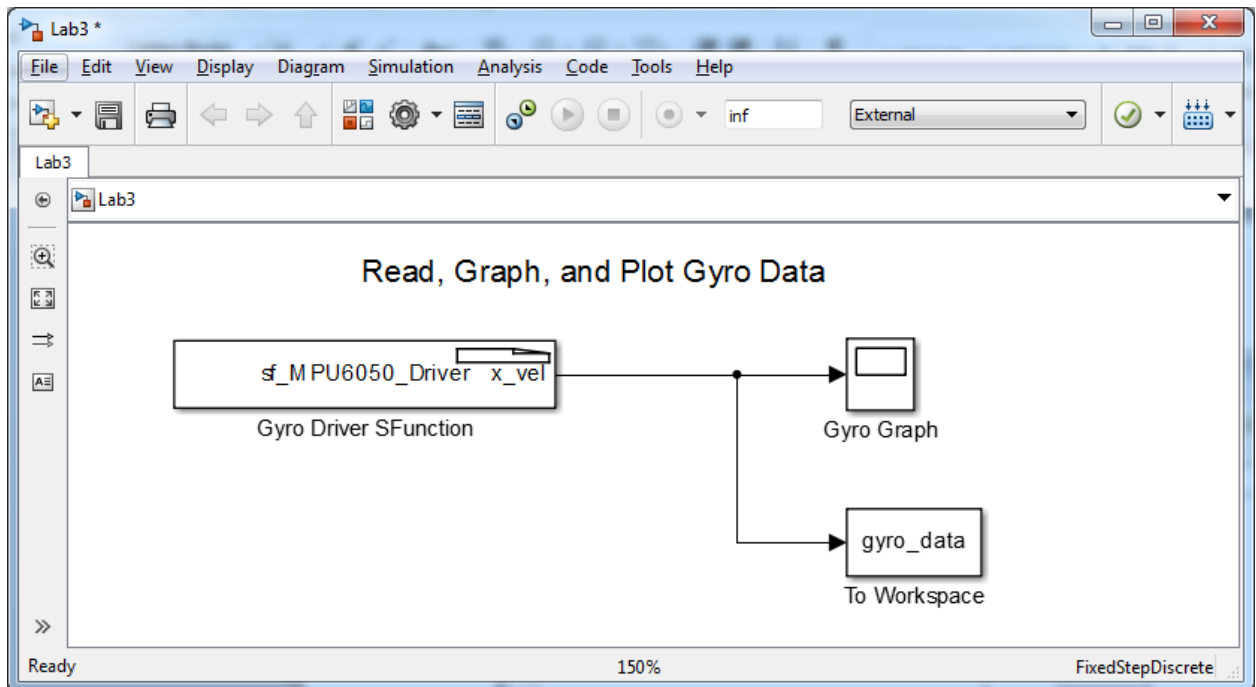 Lab3 *
File Edit View Display Diagram Simulation Analysis Code Tools Help
inf External
Lab3
Lab3
Read, Graph, and Plot Gyro Data
sf_MPU6050_Driver x_vel
Gyro Driver SFunction
Gyro Graph
gyro_data
To Workspace
Ready 150% FixedStepDiscrete